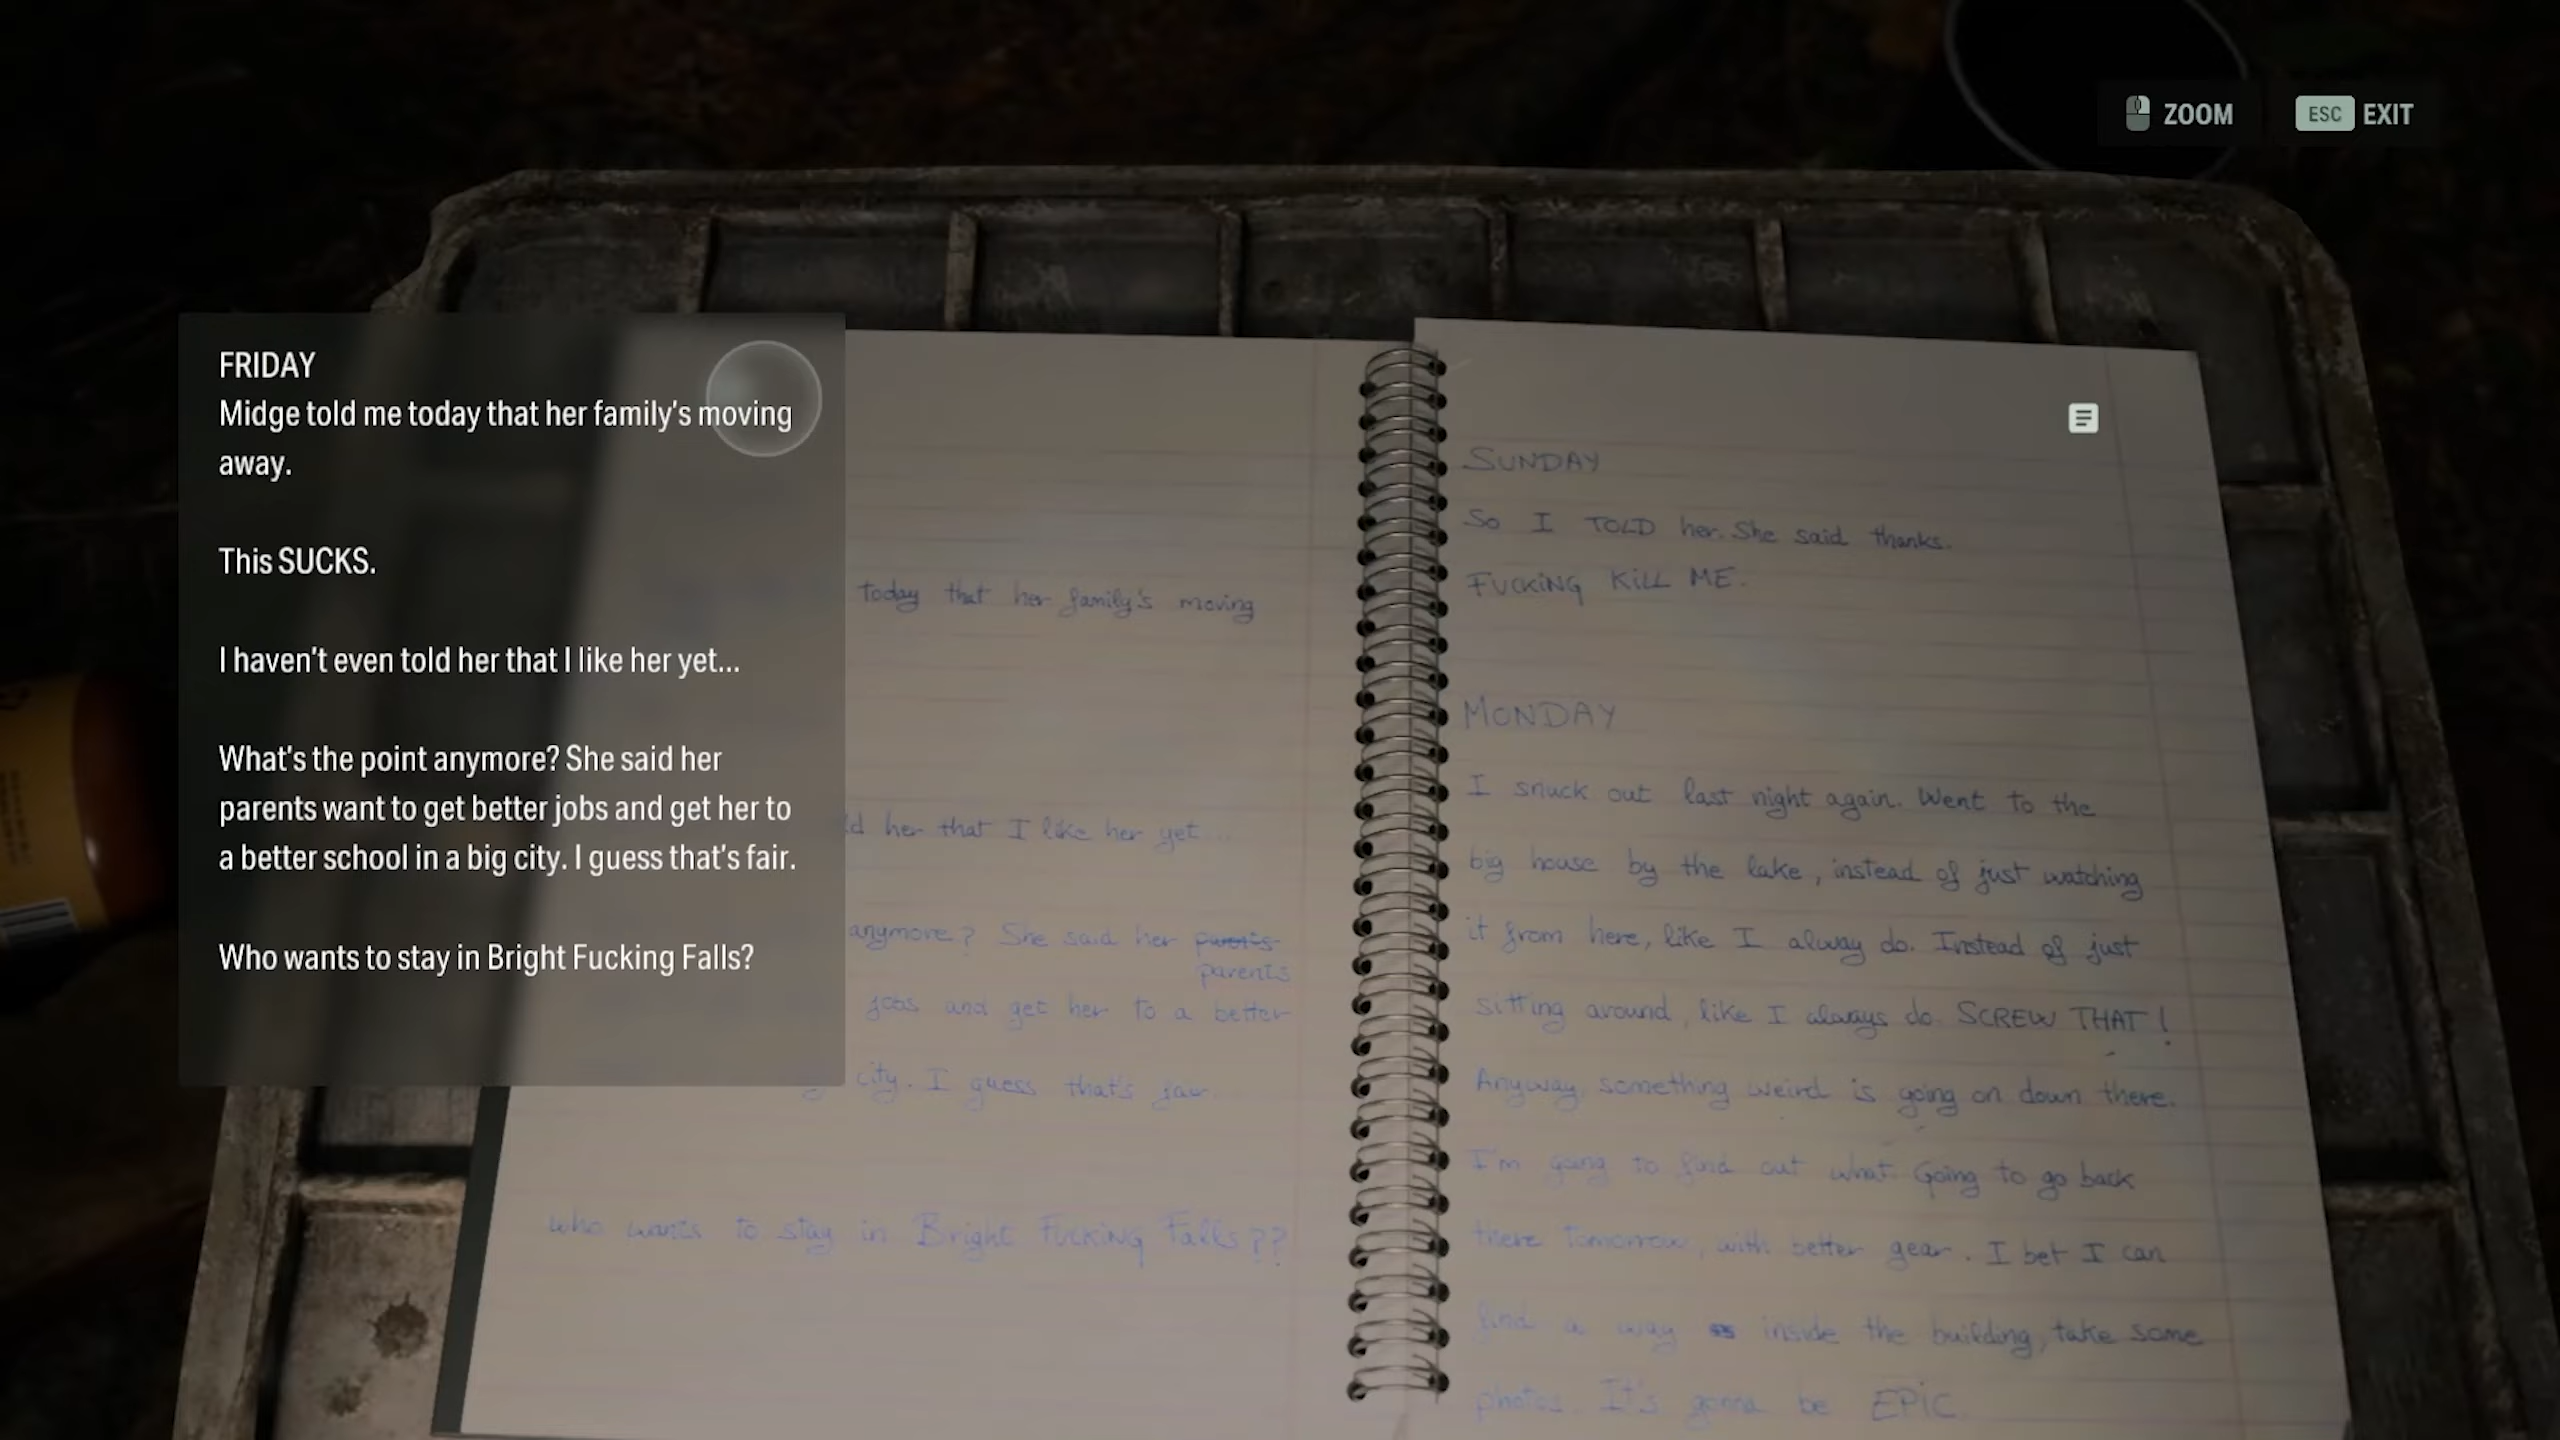 ZOOM
ESC EXIT
FRIDAY
Midge told me today that her family's moving
away.
This SUCKS.
I haven't even told her that I like her yet...
What's the point anymore? She said her
parents want to get better jobs and get her to
a better school in a big city. I guess that's fair.
Who wants to stay in Bright Fucking Falls?
today that her family's moving
her that I like her yet...
anymore? She said her parents
parents
jobs and get her to a better
city. I guess that's fair.
who wants to stay in Bright Fucking Falls??
SUNDAY
So I TOLD her. She said thanks.
FUCKING KILL ME.
MONDAY
I snuck out last night again. Went to the
big house by the lake, instead of just watching
it from here, like I alway do. Instead of just
sitting around, like I always do. SCREW THAT!
Anyway, something weird is going on down there.
I'm going to find out what. Going to go back
there tomorrow, with better gear. I bet I can
find a way inside the building, take some
photos. It's gonna be EPIC.